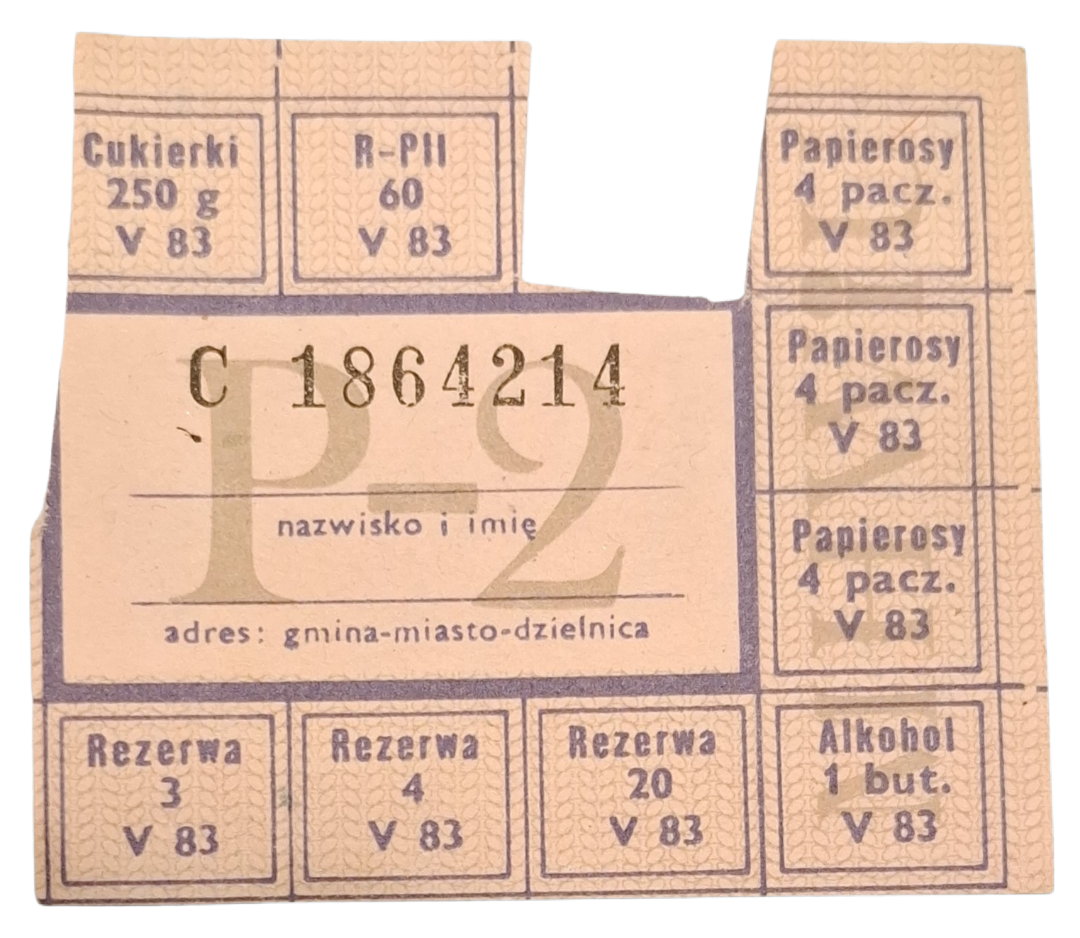 Cukierki
250 g
V 83
R-PII
60
V 83
Papierosy
4 pacz.
V 83
C 1864214
P-2
nazwisko i imię
adres: gmina-miasto-dzielnica
Papierosy
4 pacz.
V 83
Papierosy
4 pacz.
V 83
Rezerwa
3
V 83
Rezerwa
4
V 83
Rezerwa
20
V 83
Alkohol
1 but.
V 83